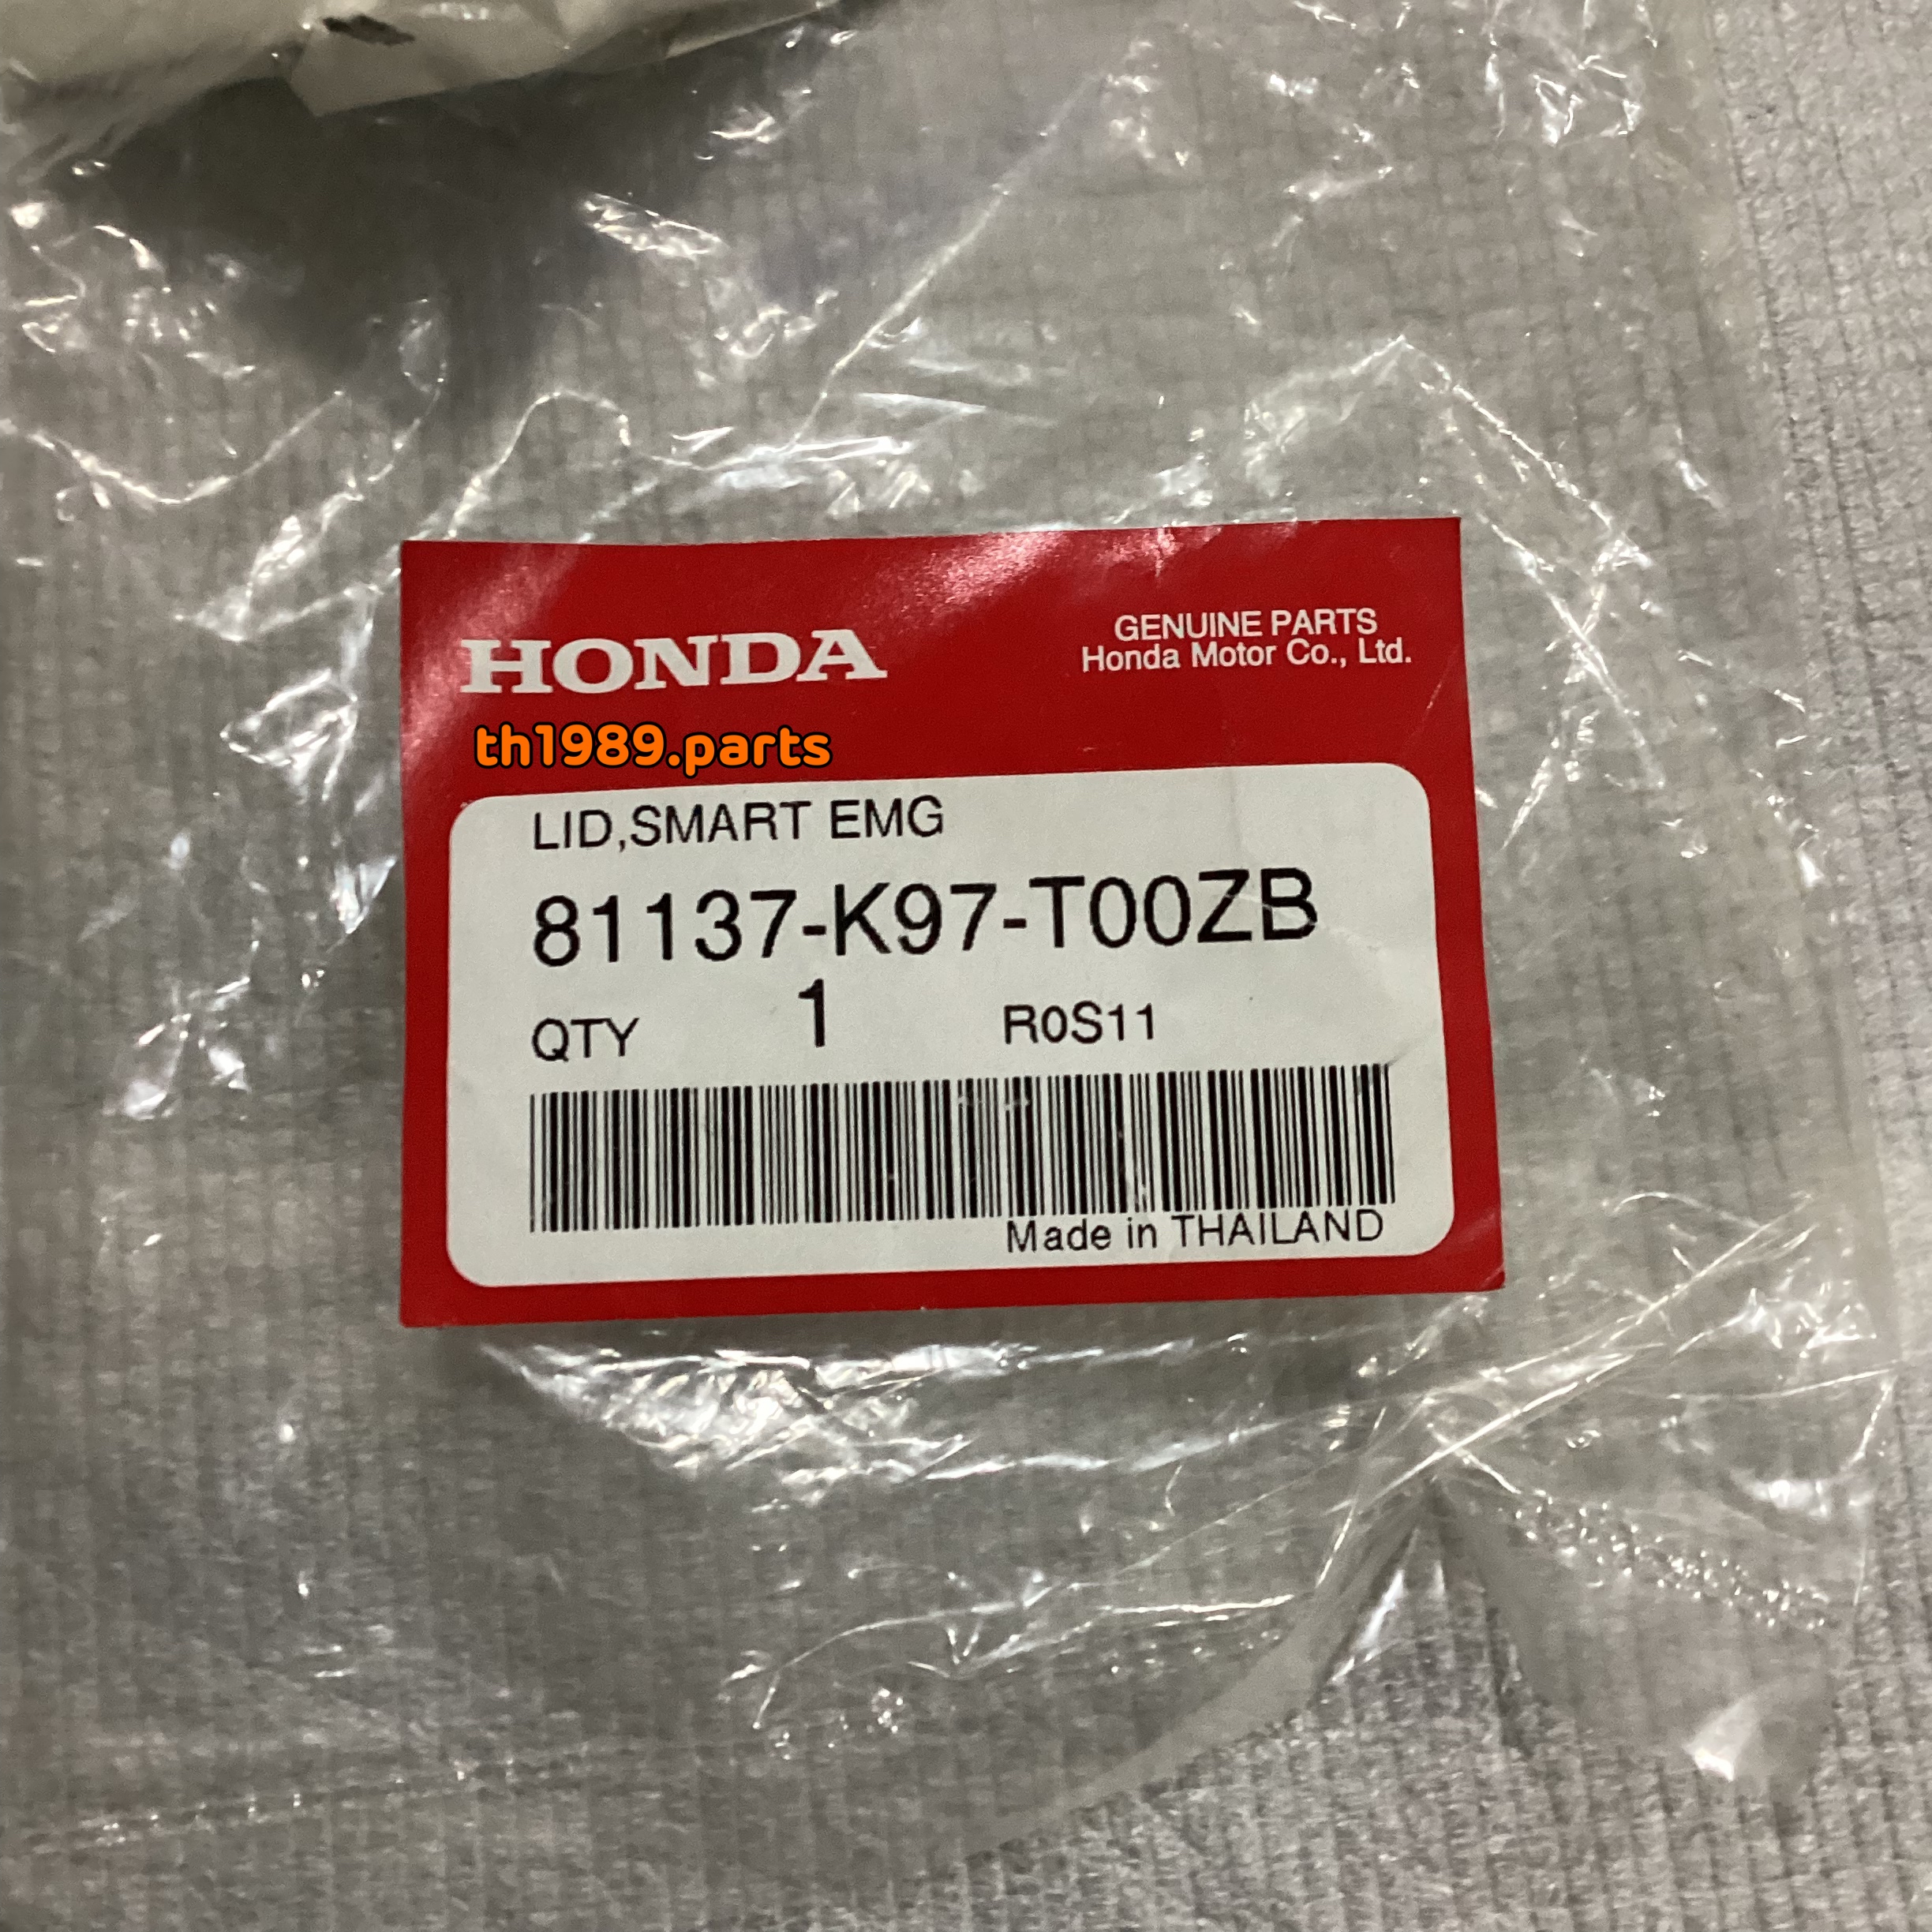 HONDA
GENUINE PARTS
Honda Motor Co., Ltd.
th1989.parts
LID,SMART EMG
81137-K97-T00ZB
QTY 1 R0S11
Made in THAILAND